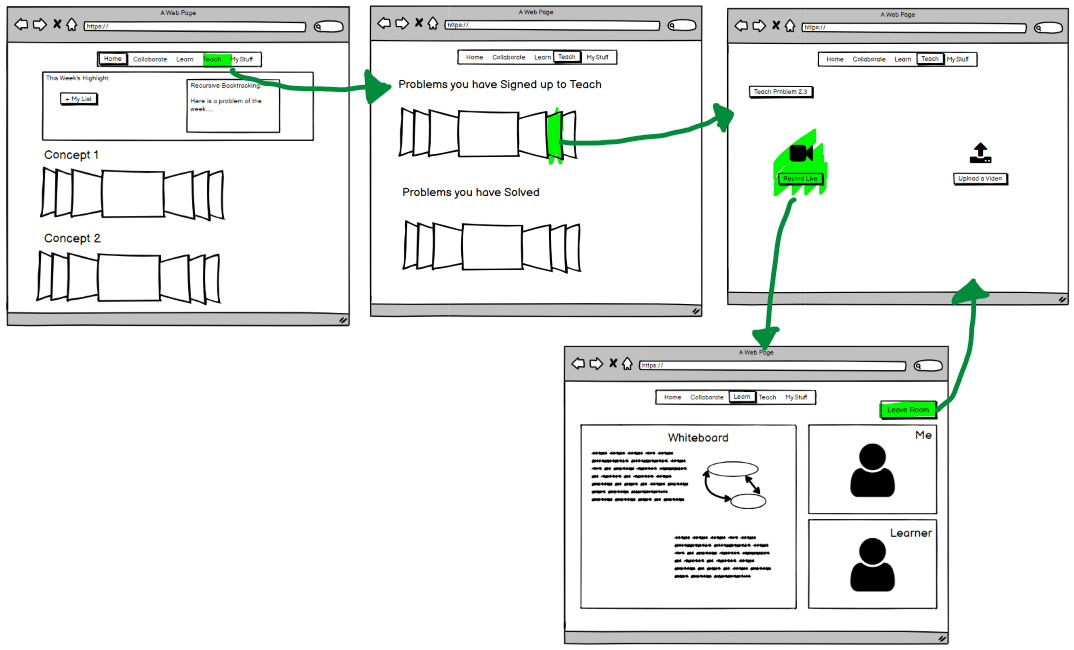 A Web Page
https://
Home Collaborate Learn Teach My Stuff
This Week's Highlight:
+ My List
Recursive Backtracking:
Here is a problem of the
week....
Concept 1
Concept 2
A Web Page
https://
Home Collaborate Learn Teach My Stuff
Problems you have Signed up to Teach
Problems you have Solved
A Web Page
https://
Home Collaborate Learn Teach My Stuff
Teach Problem 2.3
Record Live
Upload a Video
A Web Page
https://
Home Collaborate Learn Teach My Stuff
Leave Room
Whiteboard
Me
Learner